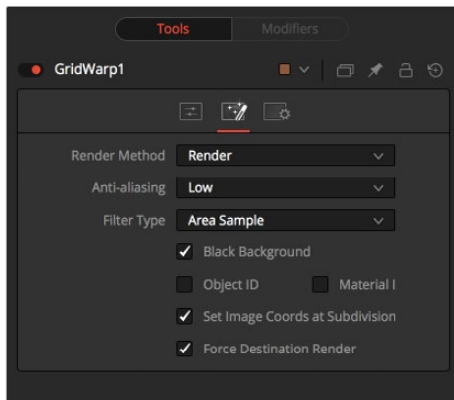 Tools Modifiers
GridWarp1
Render Method Render
Anti-aliasing Low
Filter Type Area Sample
Black Background
Object ID Material I
Set Image Coords at Subdivision
Force Destination Render